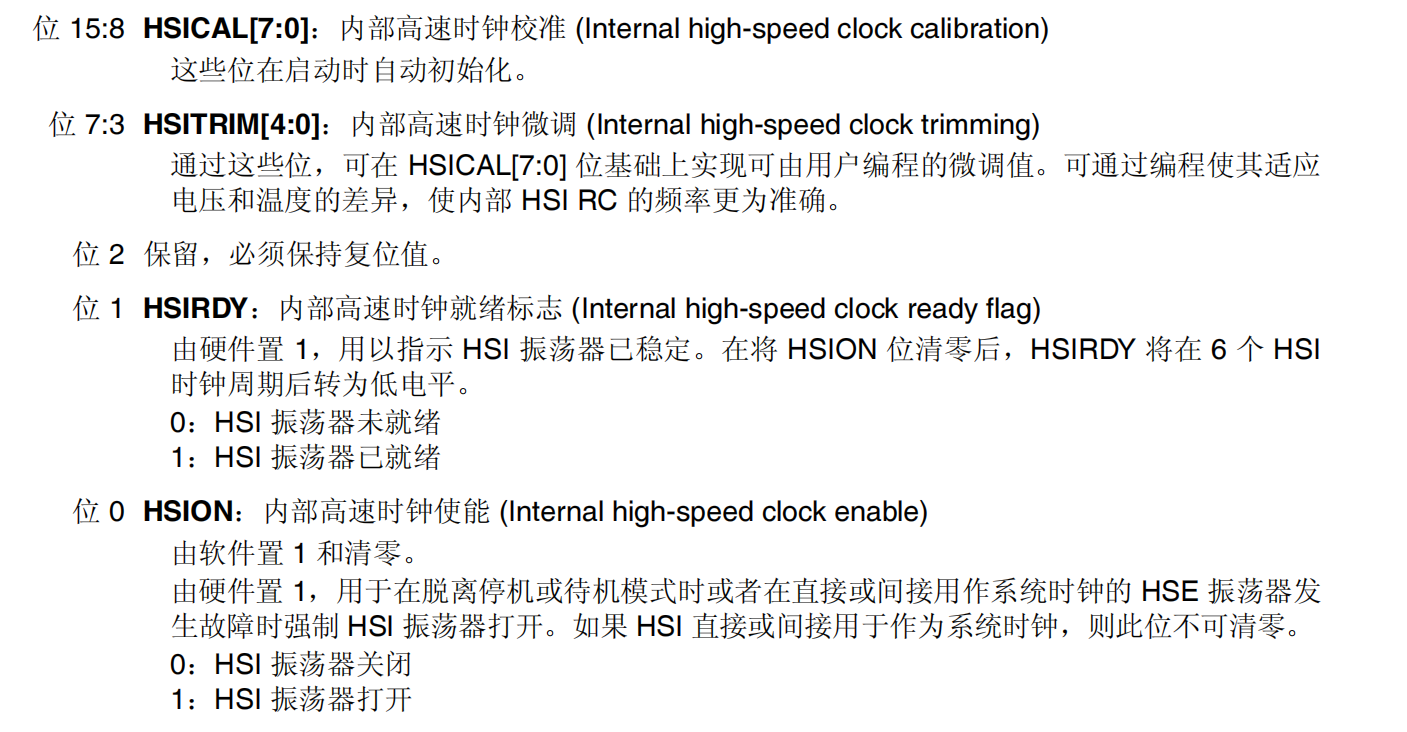 位 15:8 HSICAL[7:0]：内部高速时钟校准 (Internal high-speed clock calibration)
这些位在启动时自动初始化。
位 7:3 HSITRIM[4:0]：内部高速时钟微调 (Internal high-speed clock trimming)
通过这些位，可在 HSICAL[7:0] 位基础上实现可由用户编程的微调值。可通过编程使其适应
电压和温度的差异，使内部 HSI RC 的频率更为准确。
位 2 保留，必须保持复位值。
位 1 HSIRDY：内部高速时钟就绪标志 (Internal high-speed clock ready flag)
由硬件置 1，用以指示 HSI 振荡器已稳定。在将 HSION 位清零后，HSIRDY 将在 6 个 HSI
时钟周期后转为低电平。
0：HSI 振荡器未就绪
1：HSI 振荡器已就绪
位 0 HSION：内部高速时钟使能 (Internal high-speed clock enable)
由软件置 1 和清零。
由硬件置 1，用于在脱离停机或待机模式时或者在直接或间接用作系统时钟的 HSE 振荡器发
生故障时强制 HSI 振荡器打开。如果 HSI 直接或间接用于作为系统时钟，则此位不可清零。
0：HSI 振荡器关闭
1：HSI 振荡器打开